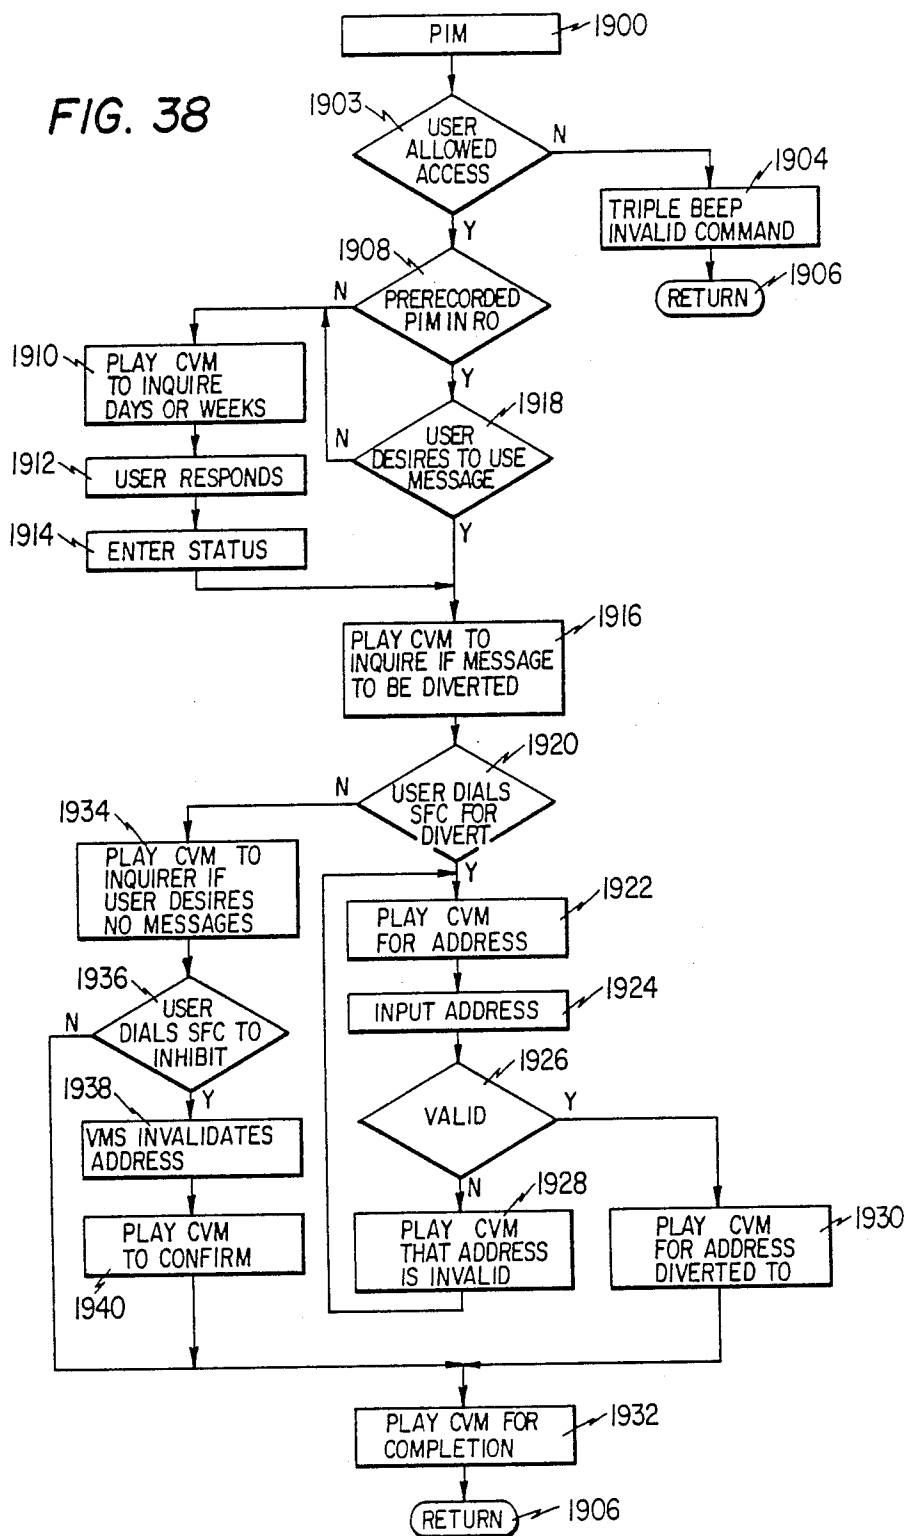 PIM
1900
FIG. 38
1903
USER
ALLOWED
ACCESS
N
1904
TRIPLE BEEP
INVALID COMMAND
Y
1906
RETURN
1908
PRERECORDED
PIM IN RO
N
1910
PLAY CVM
TO INQUIRE
DAYS OR WEEKS
Y
1918
USER
DESIRES TO USE
MESSAGE
N
1912
USER RESPONDS
1914
ENTER STATUS
Y
1916
PLAY CVM TO
INQUIRE IF MESSAGE
TO BE DIVERTED
1920
USER DIALS
SFC FOR
DIVERT
N
1934
PLAY CVM TO
INQUIRER IF
USER DESIRES
NO MESSAGES
Y
1922
PLAY CVM
FOR ADDRESS
1936
USER
DIALS SFC TO
INHIBIT
N
1924
INPUT ADDRESS
1926
VALID
Y
1938
Y
VMS INVALIDATES
ADDRESS
N
1928
PLAY CVM
THAT ADDRESS
IS INVALID
1930
PLAY CVM
FOR ADDRESS
DIVERTED TO
PLAY CVM
TO CONFIRM
1940
1932
PLAY CVM FOR
COMPLETION
1906
RETURN